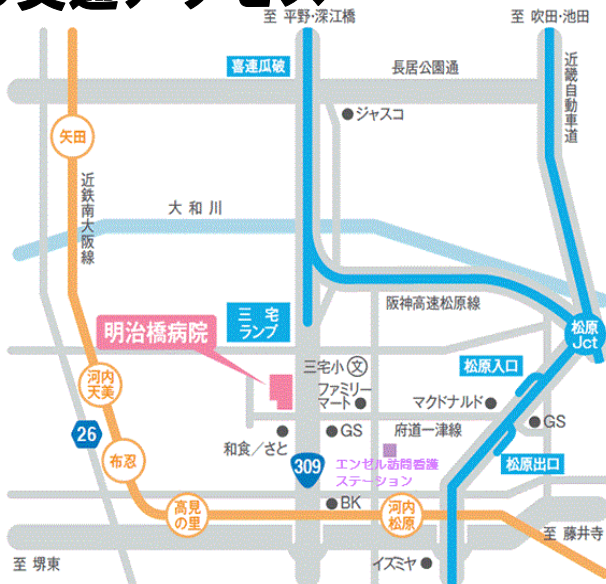 交通アクセス
至 平野・深江橋
至 吹田・池田
喜連瓜破
長居公園通
近畿自動車道
ジャスコ
矢田
近鉄南大阪線
大和川
三宅
ランプ
阪神高速松原線
松原
Jct
明治橋病院
三宅小 文
松原入口
河内
天美
ファミリー
マート
マクドナルド
GS
26
和食/さと
GS
府道一津線
布忍
309
エンゼル訪問看護
ステーション
松原出口
高見
の里
BK
河内
松原
至 藤井寺
至 堺東
イズミヤ